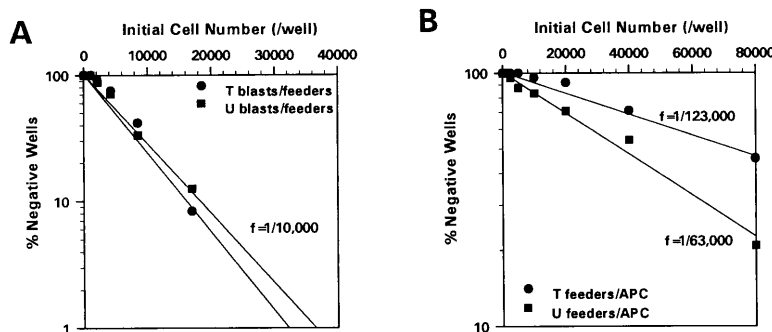 A
Initial Cell Number (/well)
0 10000 20000 30000 40000
100
10
1
% Negative Wells
T blasts/feeders
U blasts/feeders
f=1/10,000
B
Initial Cell Number (/well)
0 20000 40000 60000 80000
100
10
% Negative Wells
f=1/123,000
f=1/63,000
T feeders/APC
U feeders/APC